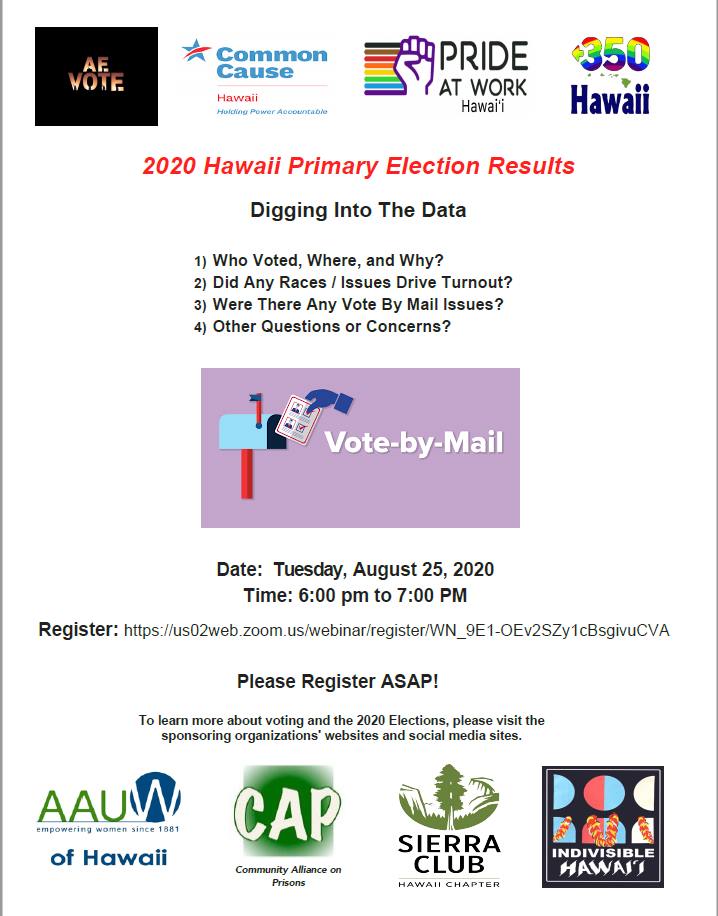 AE
VOTE
Common
Cause
Hawaii
Holding Power Accountable
PRIDE
AT WORK
Hawai'i
350
Hawaii
2020 Hawaii Primary Election Results
Digging Into The Data
1) Who Voted, Where, and Why?
2) Did Any Races / Issues Drive Turnout?
3) Were There Any Vote By Mail Issues?
4) Other Questions or Concerns?
Vote-by-Mail
Date: Tuesday, August 25, 2020
Time: 6:00 pm to 7:00 PM
Register: https://us02web.zoom.us/webinar/register/WN_9E1-OEv2SZy1cBsgivuCVA
Please Register ASAP!
To learn more about voting and the 2020 Elections, please visit the
sponsoring organizations' websites and social media sites.
AAUW
empowering women since 1881
of Hawaii
CAP
Community Alliance on
Prisons
SIERRA
CLUB
HAWAII CHAPTER
INDIVISIBLE
HAWAI'I